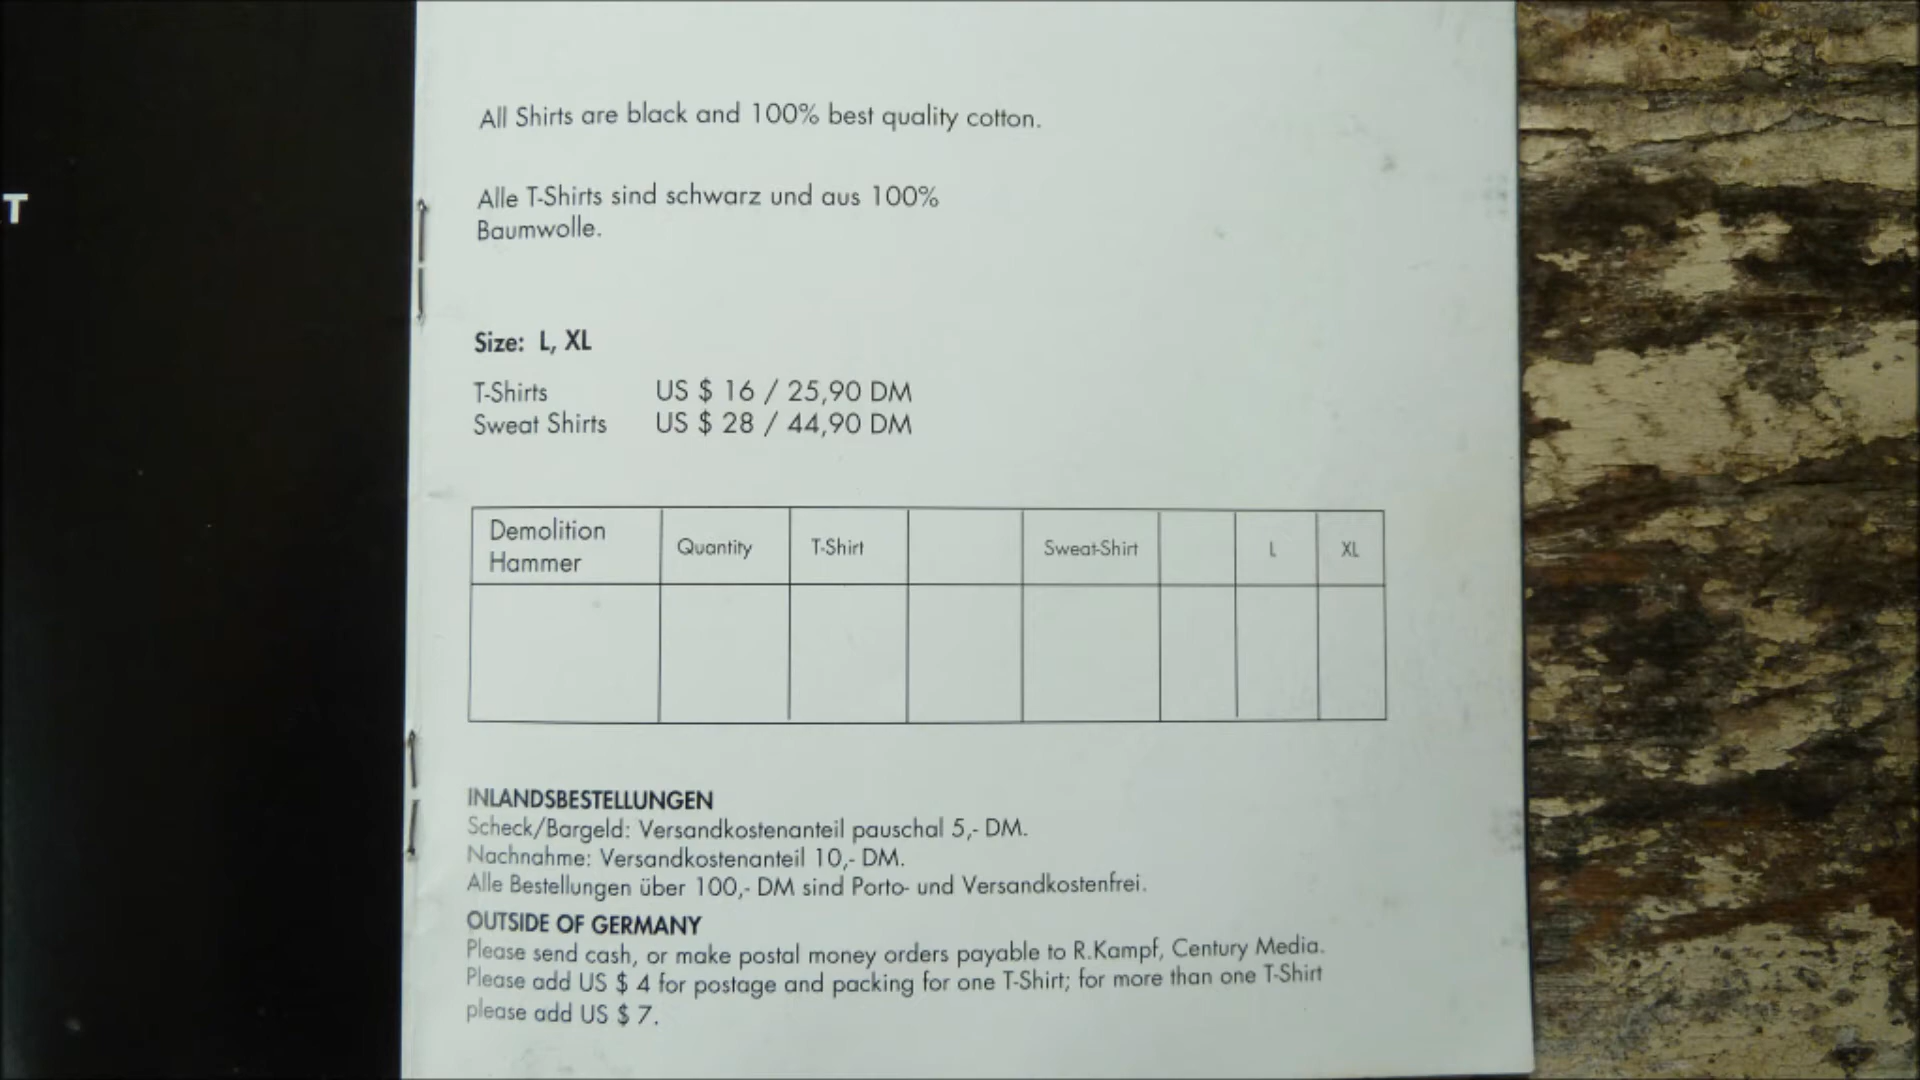 T
All Shirts are black and 100% best quality cotton.
Alle T-Shirts sind schwarz und aus 100%
Baumwolle.
Size: L, XL
T-Shirts US $ 16 / 25,90 DM
Sweat Shirts US $ 28 / 44,90 DM
Demolition
Hammer
Quantity
T-Shirt
Sweat-Shirt
L
XL
INLANDSBESTELLUNGEN
Scheck/Bargeld: Versandkostenanteil pauschal 5,- DM.
Nachnahme: Versandkostenanteil 10,- DM.
Alle Bestellungen über 100,- DM sind Porto- und Versandkostenfrei.
OUTSIDE OF GERMANY
Please send cash, or make postal money orders payable to R.Kampf, Century Media.
Please add US $ 4 for postage and packing for one T-Shirt; for more than one T-Shirt
please add US $ 7.